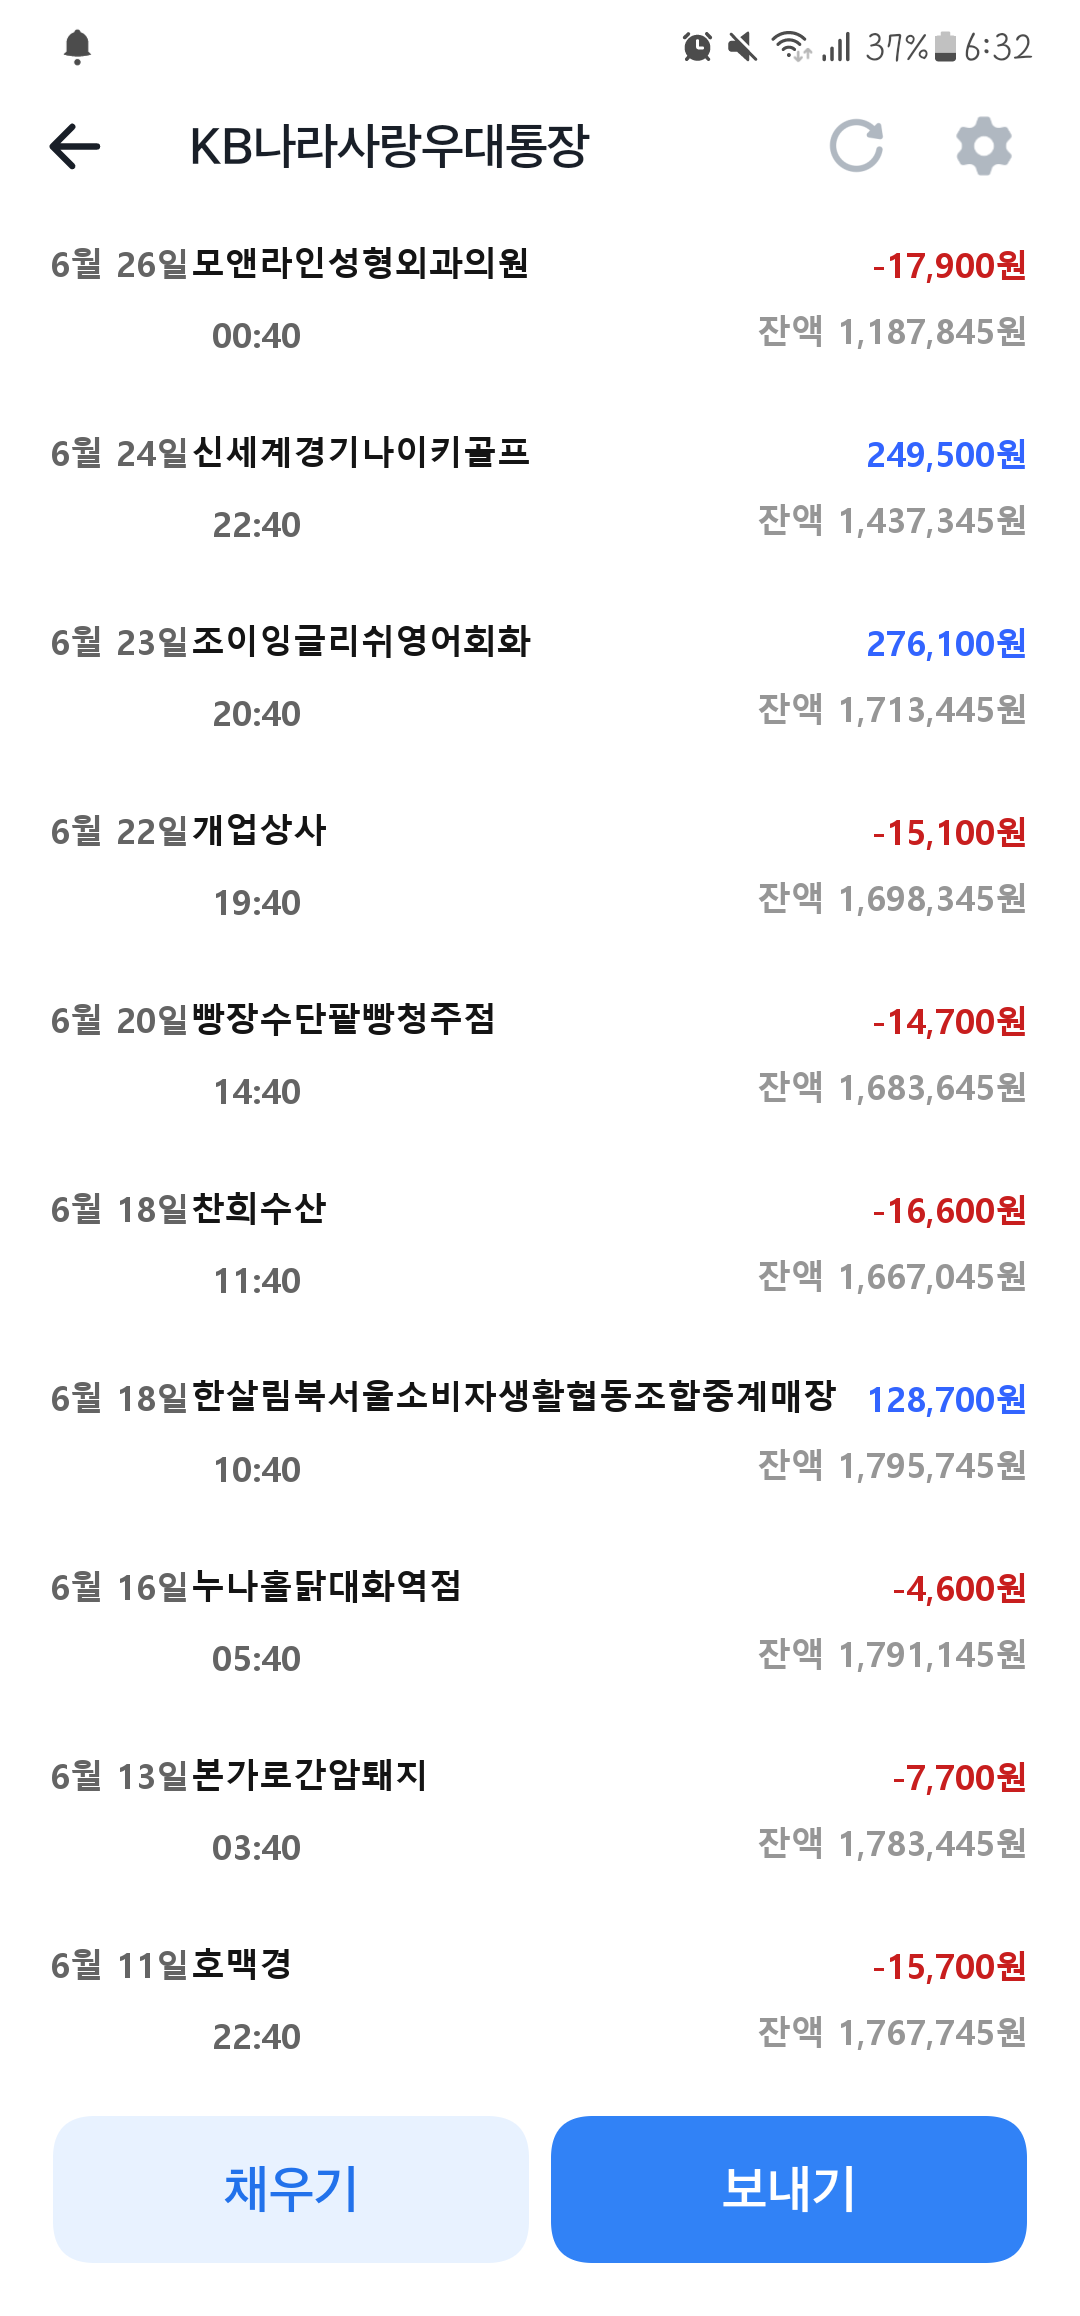 37% 6:32
KB나라사랑우대통장
6월 26일 모앤라인성형외과의원 -17,900원
00:40 잔액 1,187,845원
6월 24일 신세계경기나이키골프 249,500원
22:40 잔액 1,437,345원
6월 23일 조이잉글리쉬영어회화 276,100원
20:40 잔액 1,713,445원
6월 22일 개업상사 -15,100원
19:40 잔액 1,698,345원
6월 20일 빵장수단팥빵청주점 -14,700원
14:40 잔액 1,683,645원
6월 18일 찬희수산 -16,600원
11:40 잔액 1,667,045원
6월 18일 한살림북서울소비자생활협동조합중계매장 128,700원
10:40 잔액 1,795,745원
6월 16일 누나홀닭대화역점 -4,600원
05:40 잔액 1,791,145원
6월 13일 본가로간암퇘지 -7,700원
03:40 잔액 1,783,445원
6월 11일 호맥경 -15,700원
22:40 잔액 1,767,745원
채우기 보내기